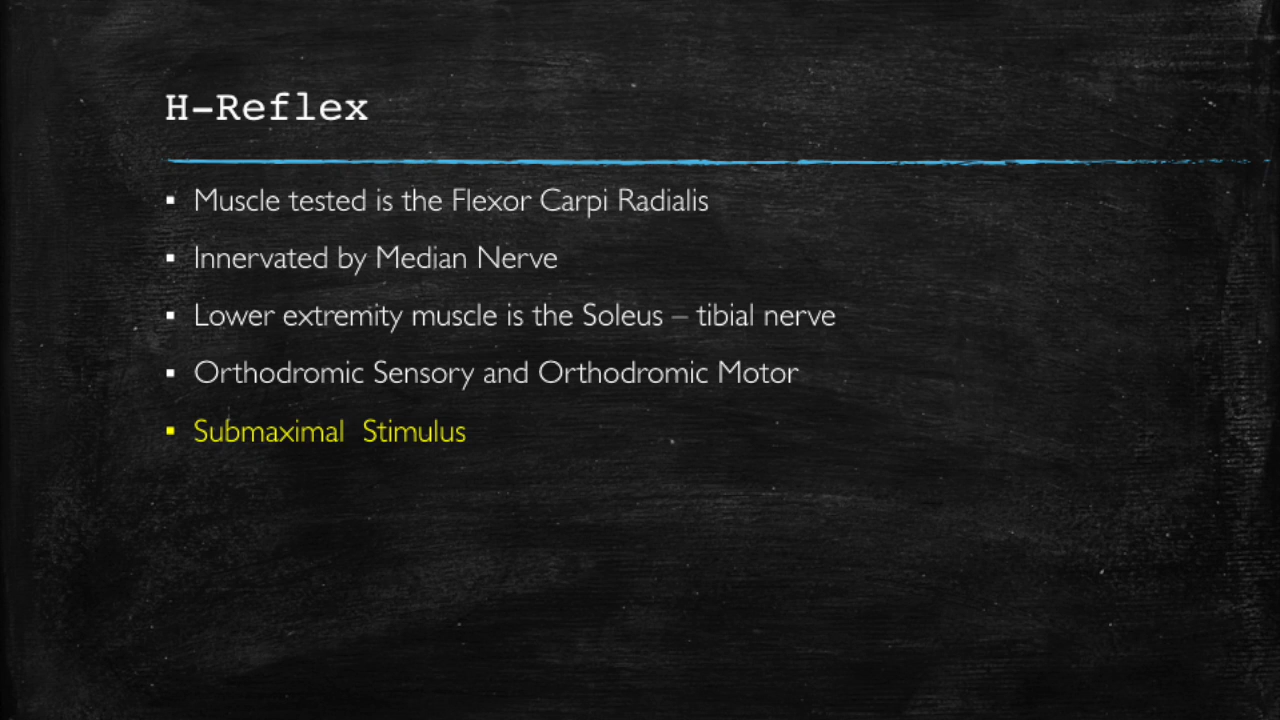 H-Reflex
▪ Muscle tested is the Flexor Carpi Radialis
▪ Innervated by Median Nerve
▪ Lower extremity muscle is the Soleus – tibial nerve
▪ Orthodromic Sensory and Orthodromic Motor
▪ Submaximal  Stimulus